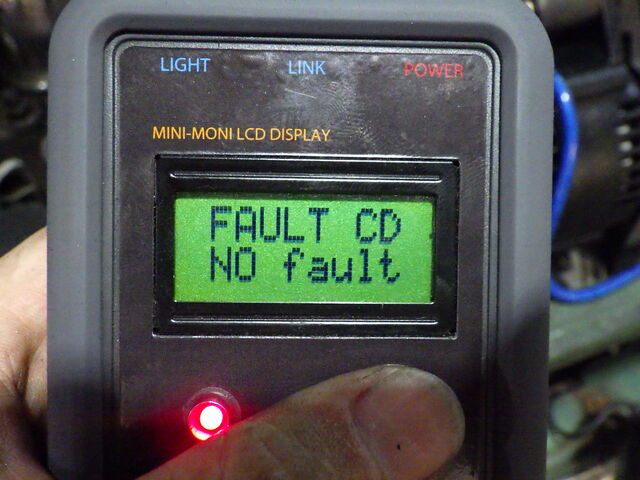 LIGHT LINK POWER
MINI-MONI LCD DISPLAY
FAULT CD
NO fault